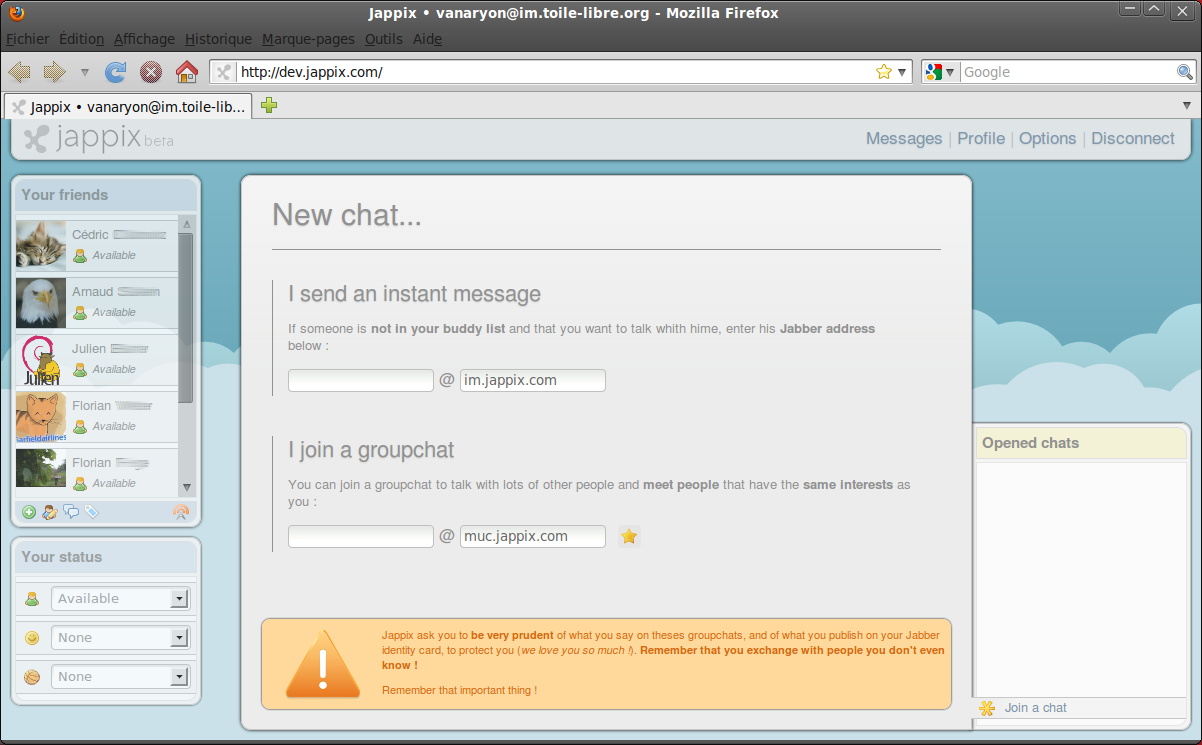 Jappix • vanaryon@im.toile-libre.org - Mozilla Firefox
Fichier Édition Affichage Historique Marque-pages Outils Aide
http://dev.jappix.com/
Google
Jappix • vanaryon@im.toile-lib...
jappix beta
Messages | Profile | Options | Disconnect
Your friends
Cédric
Available
Arnaud
Available
Julien
Available
Julien
Florian
Available
arfieldairlines
Florian
Available
Your status
Available
None
None
New chat...
I send an instant message
If someone is not in your buddy list and that you want to talk whith hime, enter his Jabber address
below :
@ im.jappix.com
I join a groupchat
You can join a groupchat to talk with lots of other people and meet people that have the same interests as
you :
@ muc.jappix.com
Jappix ask you to be very prudent of what you say on theses groupchats, and of what you publish on your Jabber
identity card, to protect you (we love you so much !). Remember that you exchange with people you don't even
know !
Remember that important thing !
Opened chats
Join a chat